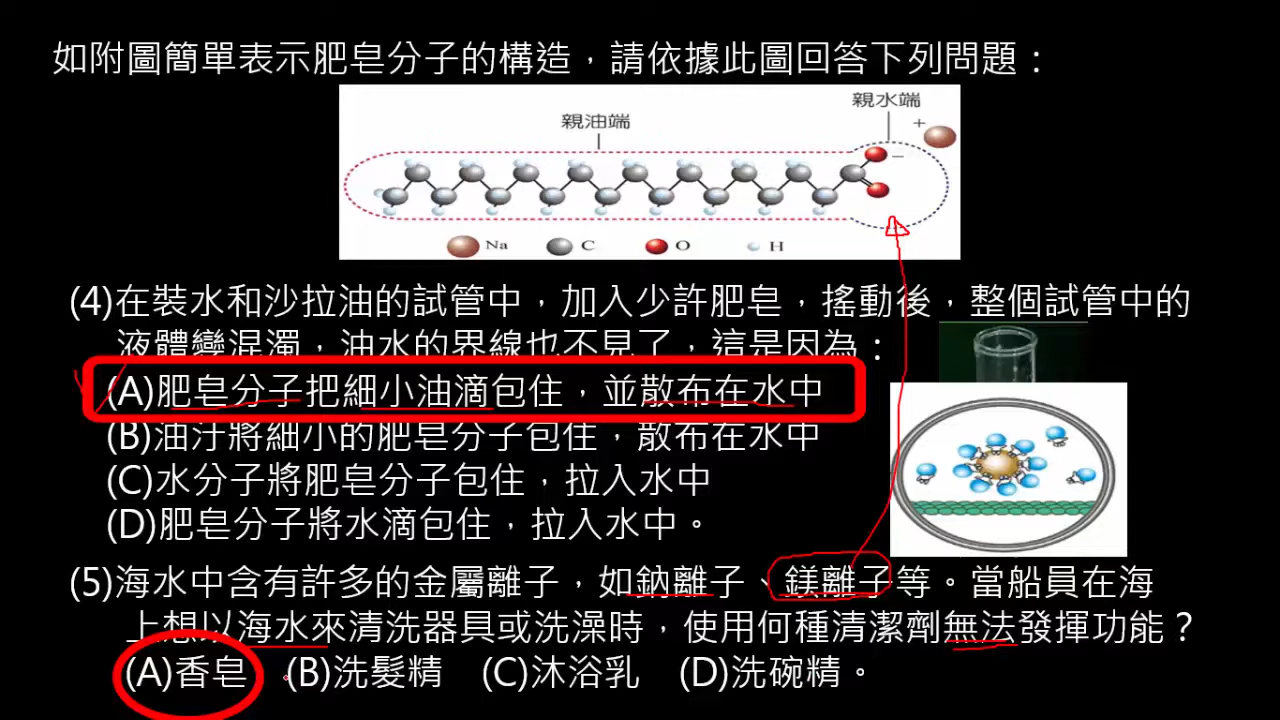 如附圖簡單表示肥皂分子的構造，請依據此圖回答下列問題：
親水端
親油端
+
−
Na C O H
(4)在裝水和沙拉油的試管中，加入少許肥皂，搖動後，整個試管中的
液體變混濁，油水的界線也不見了，這是因為：
(A)肥皂分子把細小油滴包住，並散布在水中
(B)油汙將細小的肥皂分子包住，散布在水中
(C)水分子將肥皂分子包住，拉入水中
(D)肥皂分子將水滴包住，拉入水中。
(5)海水中含有許多的金屬離子，如鈉離子、鎂離子等。當船員在海
上想以海水來清洗器具或洗澡時，使用何種清潔劑無法發揮功能？
(A)香皂 (B)洗髮精 (C)沐浴乳 (D)洗碗精。